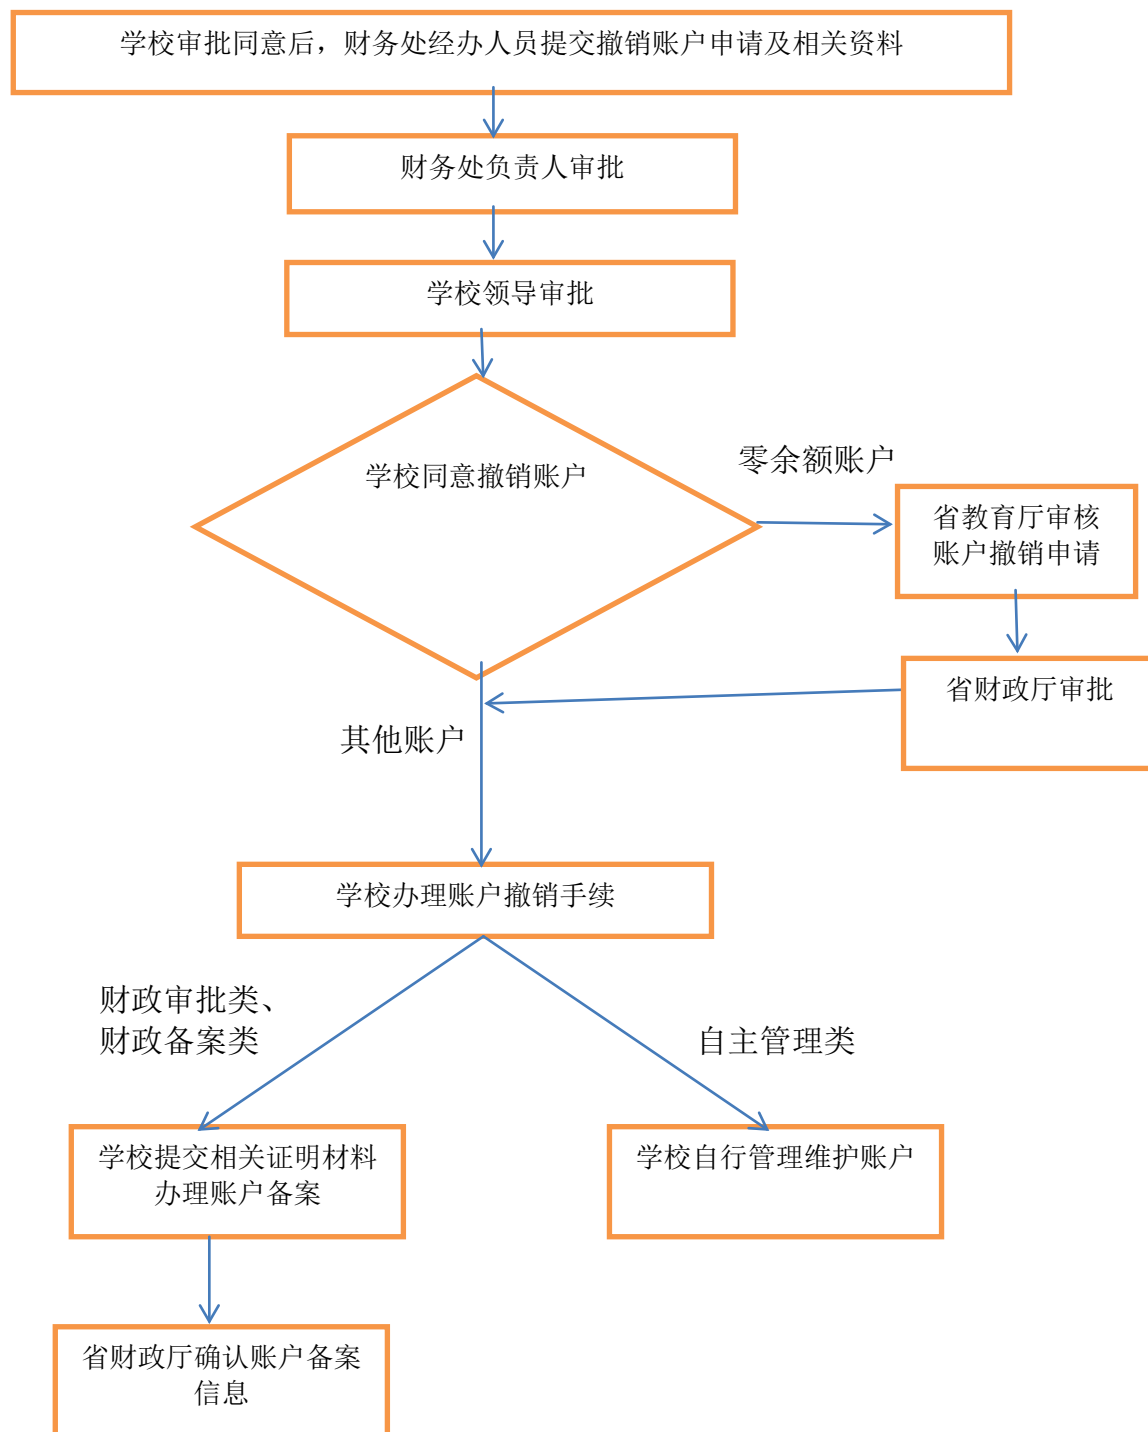 学校审批同意后，财务处经办人员提交撤销账户申请及相关资料
财务处负责人审批
学校领导审批
学校同意撤销账户
零余额账户
省教育厅审核
账户撤销申请
省财政厅审批
其他账户
学校办理账户撤销手续
财政审批类、
财政备案类
自主管理类
学校提交相关证明材料
办理账户备案
学校自行管理维护账户
省财政厅确认账户备案
信息